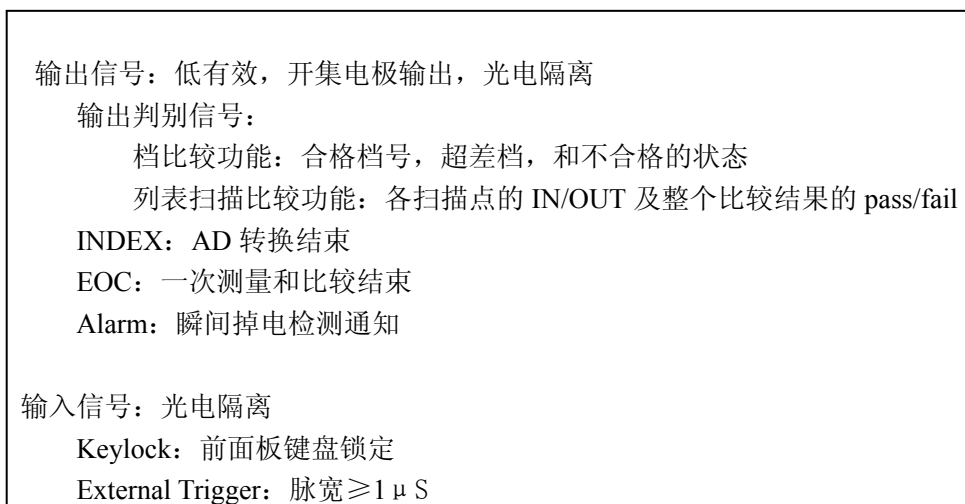 输出信号：低有效，开集电极输出，光电隔离
输出判别信号：
档比较功能：合格档号，超差档，和不合格的状态
列表扫描比较功能：各扫描点的 IN/OUT 及整个比较结果的 pass/fail
INDEX：AD 转换结束
EOC：一次测量和比较结束
Alarm：瞬间掉电检测通知
输入信号：光电隔离
Keylock：前面板键盘锁定
External Trigger：脉宽≥1μS